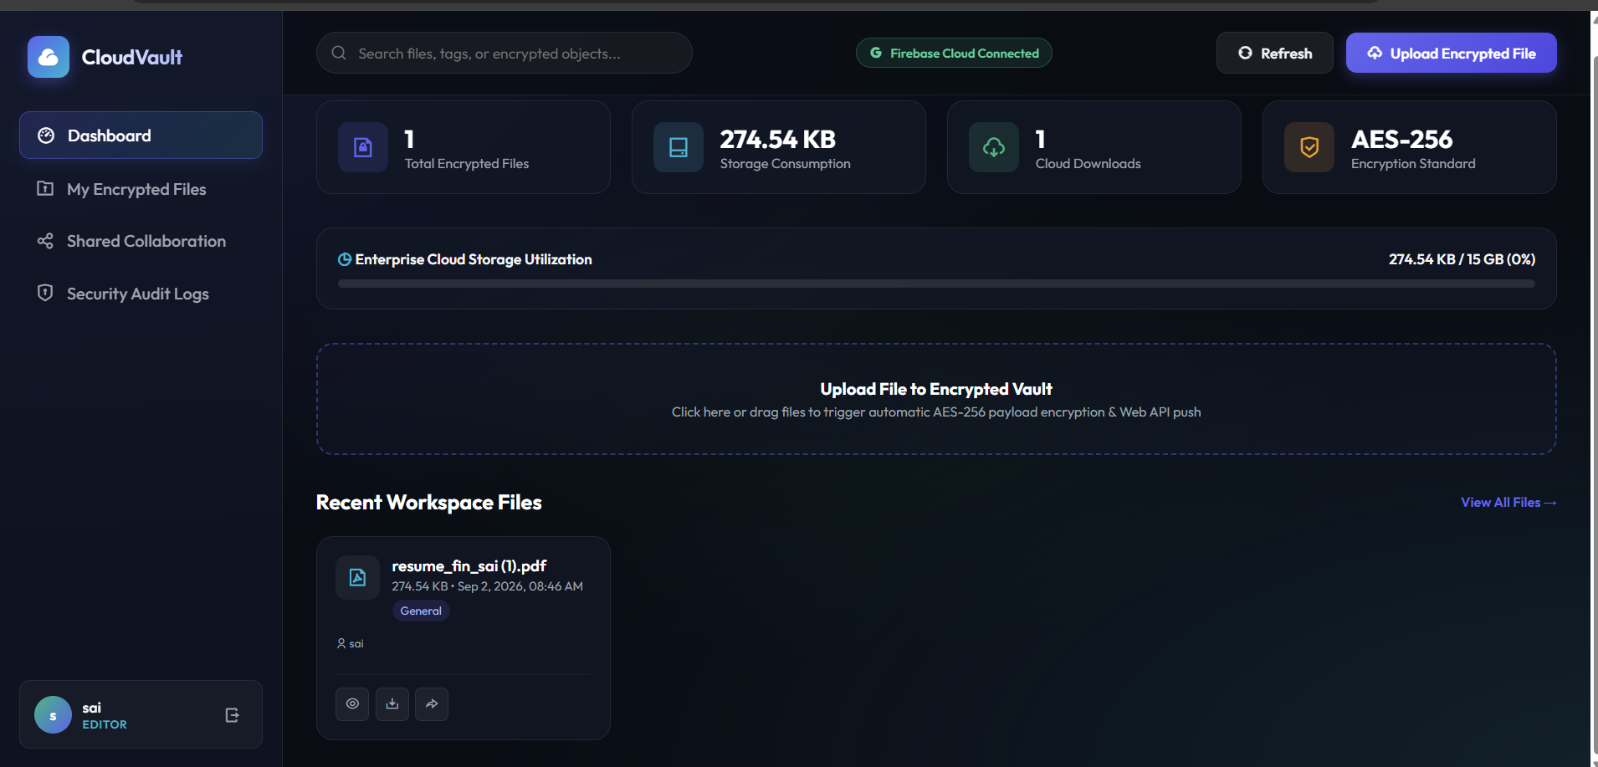 CloudVault
Search files, tags, or encrypted objects...
Firebase Cloud Connected
Refresh
Upload Encrypted File
Dashboard
My Encrypted Files
Shared Collaboration
Security Audit Logs
1
Total Encrypted Files
274.54 KB
Storage Consumption
1
Cloud Downloads
AES-256
Encryption Standard
Enterprise Cloud Storage Utilization
274.54 KB / 15 GB (0%)
Upload File to Encrypted Vault
Click here or drag files to trigger automatic AES-256 payload encryption & Web API push
Recent Workspace Files
View All Files →
resume_fin_sai (1).pdf
274.54 KB • Sep 2, 2026, 08:46 AM
General
sai
s
sai
EDITOR